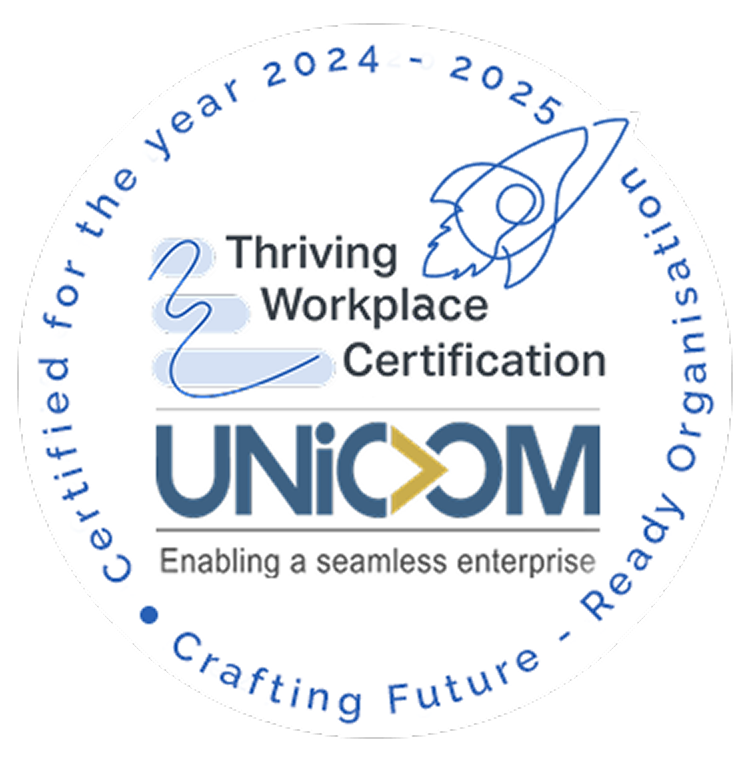 Certified for the year 2024 - 2025
Thriving
Workplace
Certification
UNiCOM
Enabling a seamless enterprise
Crafting Future - Ready Organisation